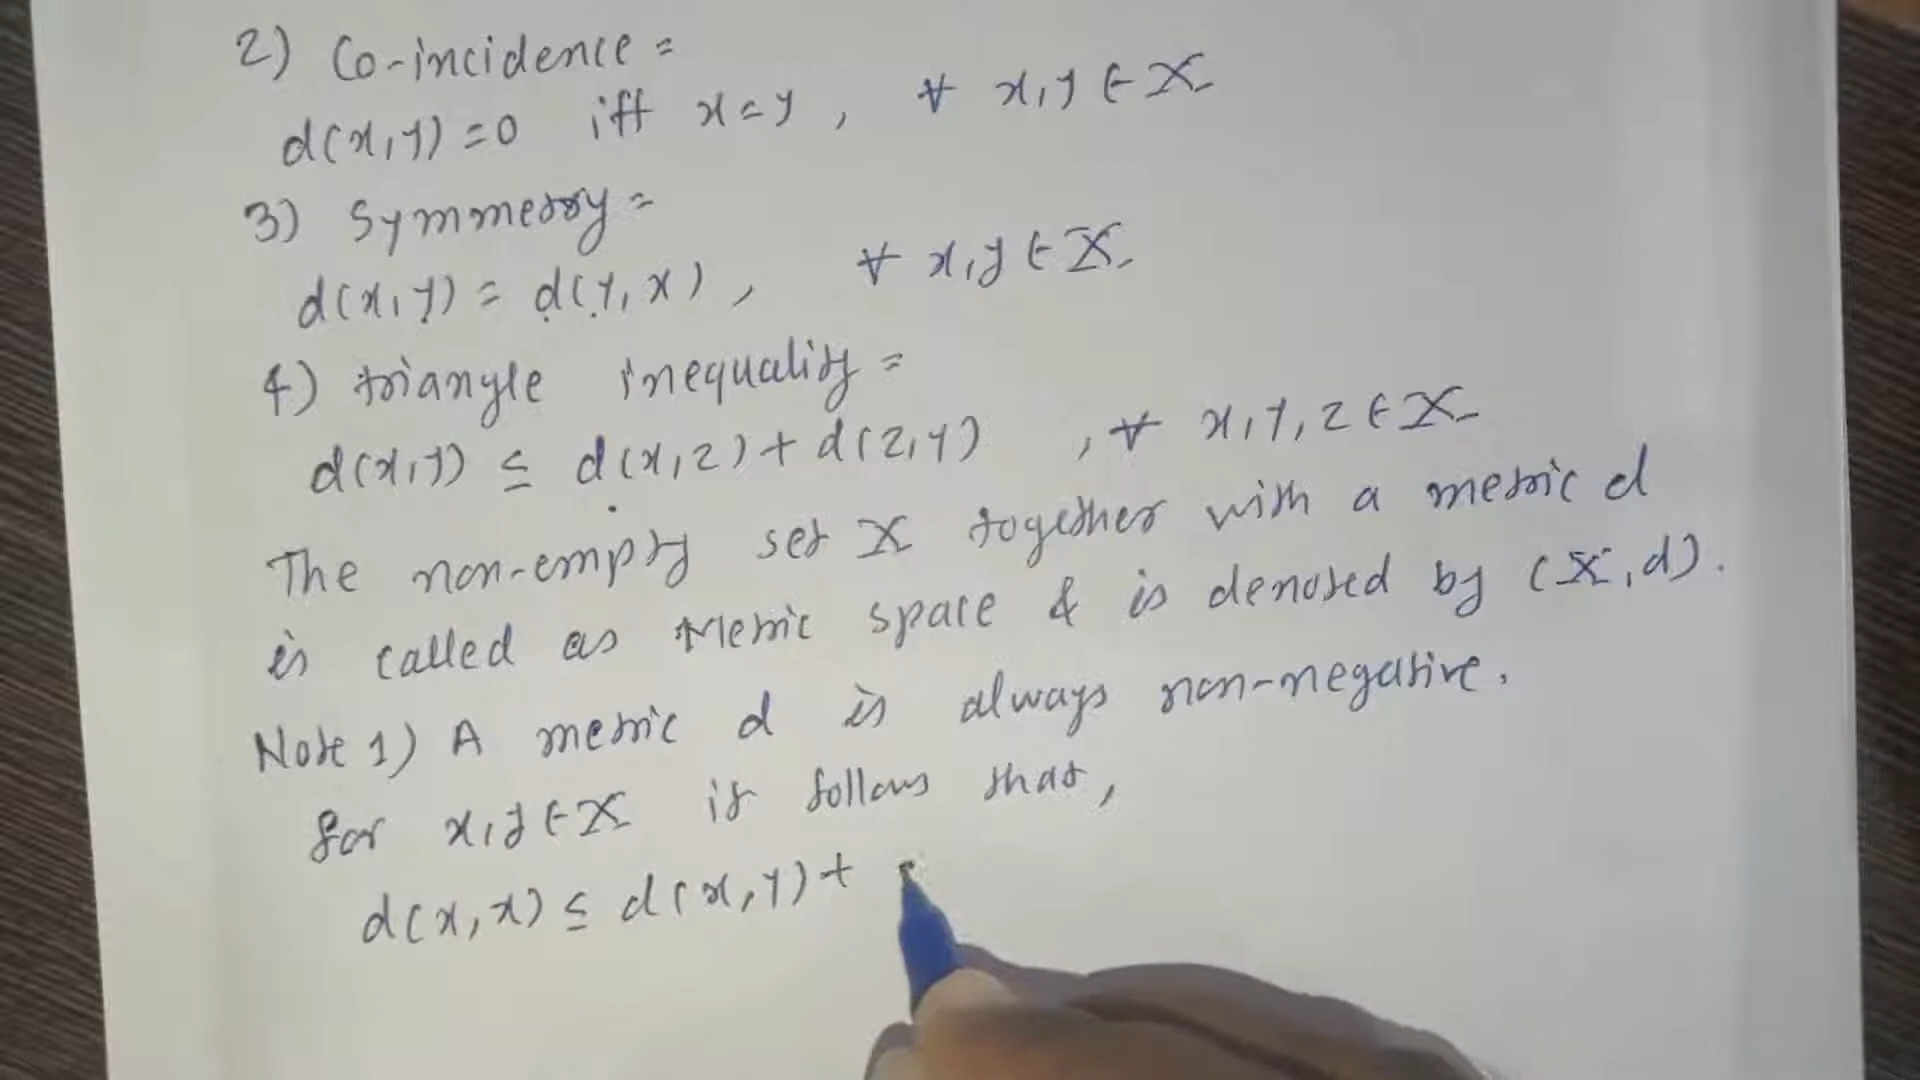 2) Co-incidence =
d(x,y)=0 iff x=y, ∀ x,y ∈ X
3) Symmetry =
d(x,y) = d(y,x), ∀ x,y ∈ X
4) triangle inequality =
d(x,y) ≤ d(x,z)+d(z,y) , ∀ x,y,z ∈ X
The non-empty set X together with a metric d
is called as Metric space & is denoted by (X,d).
Note 1) A metric d is always non-negative.
for x,y ∈ X it follows that,
d(x,x) ≤ d(x,y)+